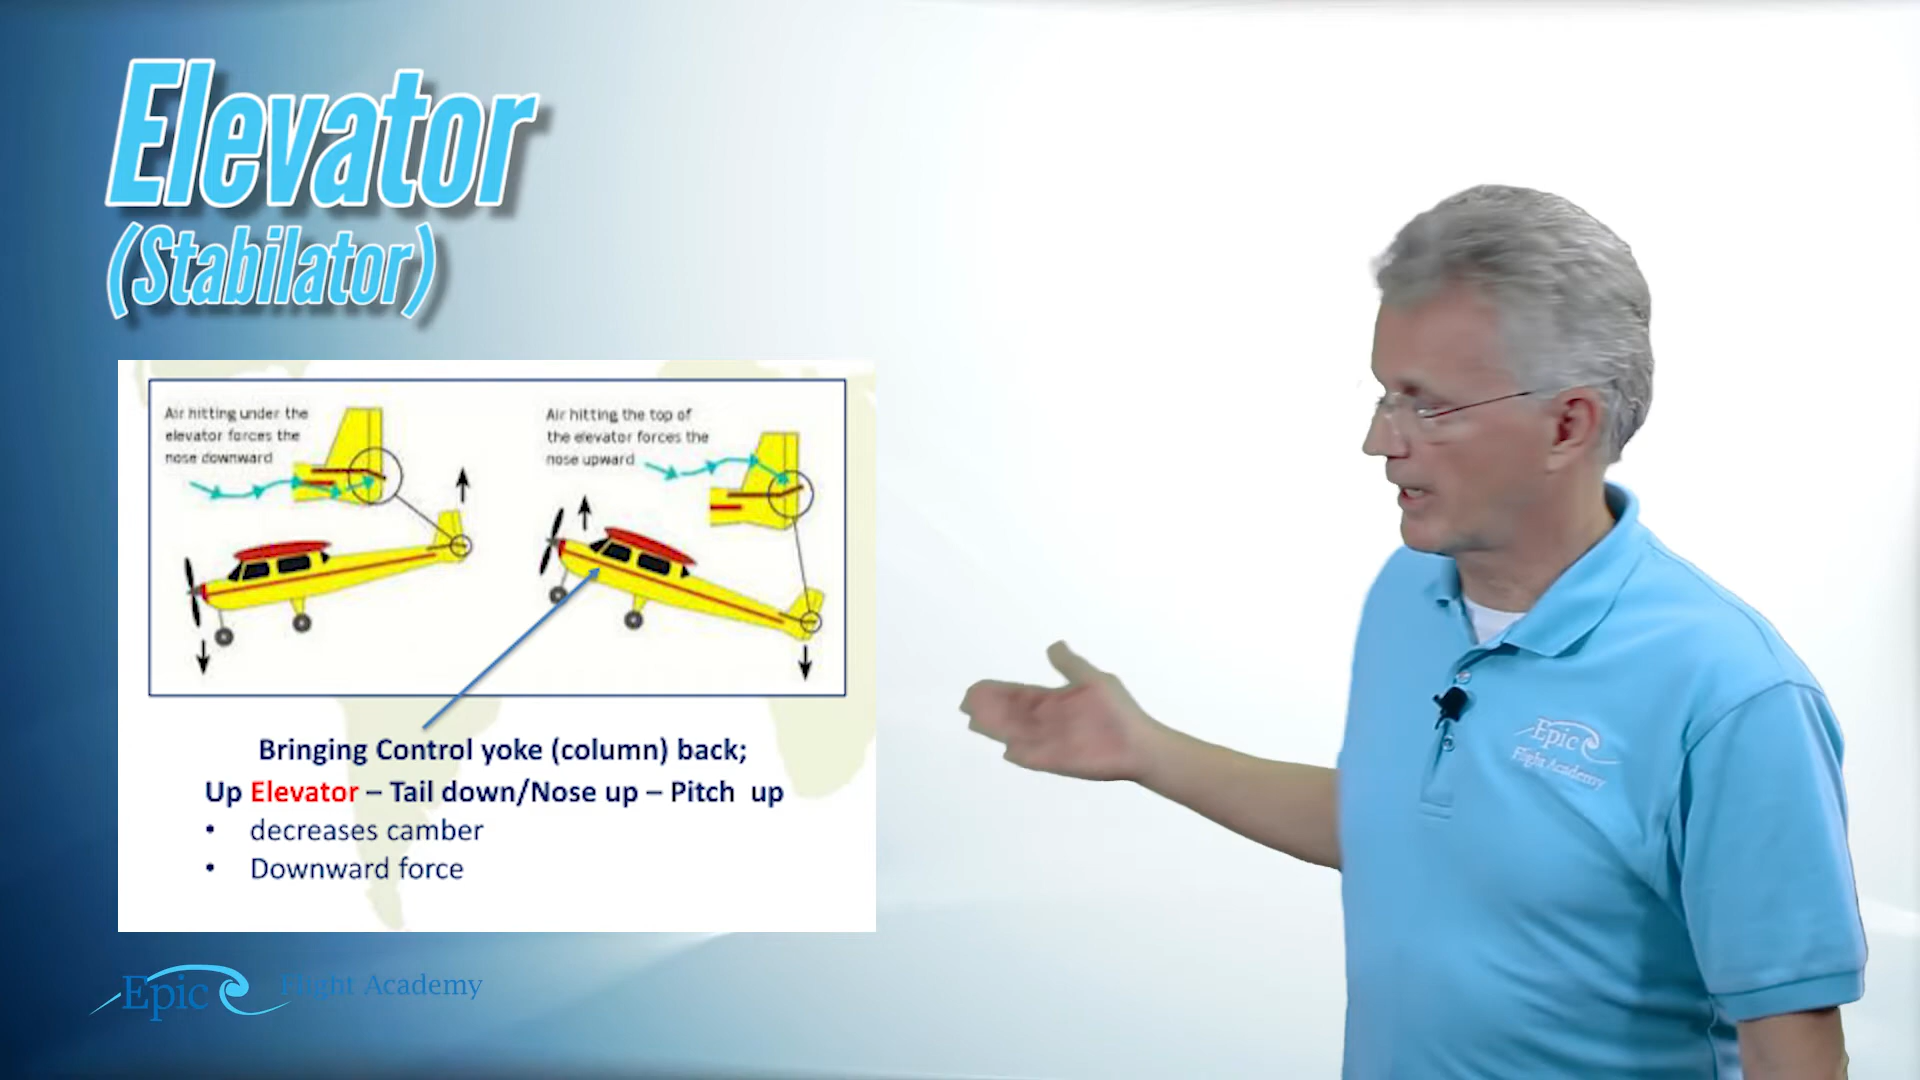 Elevator
(Stabilator)
Air hitting under the
elevator forces the
nose downward
Air hitting the top of
the elevator forces the
nose upward
Bringing Control yoke (column) back;
Up Elevator – Tail down/Nose up – Pitch up
• decreases camber
• Downward force
Epic Flight Academy
Epic
Flight Academy